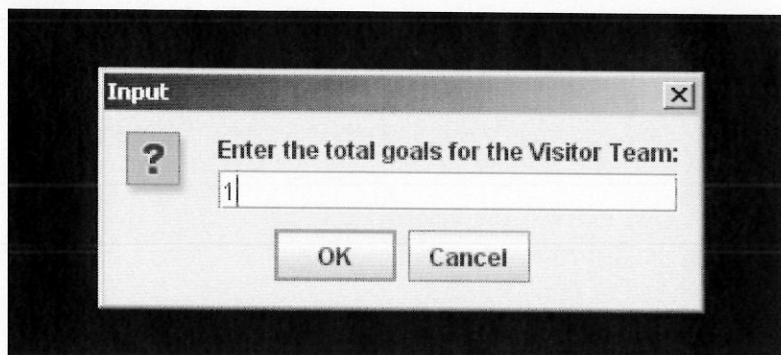 Input
?
Enter the total goals for the Visitor Team:
1
OK
Cancel